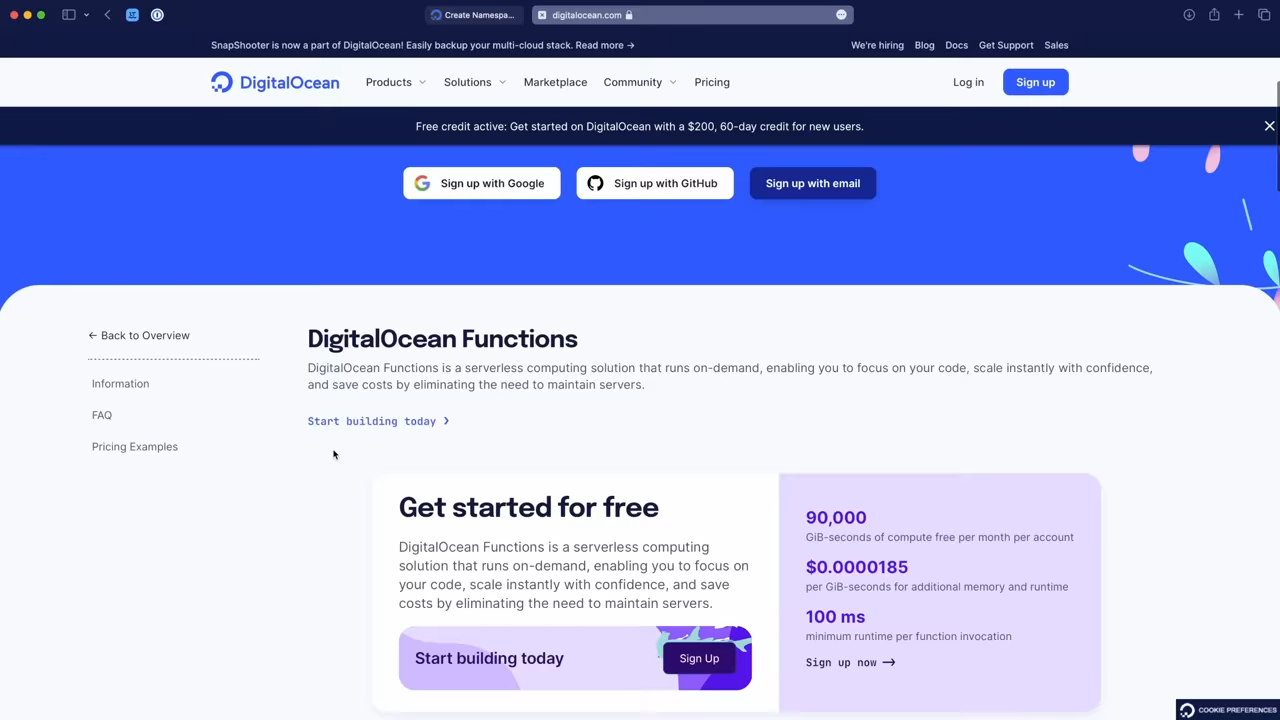 Create Namespa...
digitalocean.com
SnapShooter is now a part of DigitalOcean! Easily backup your multi-cloud stack. Read more →
We're hiring Blog Docs Get Support Sales
DigitalOcean Products Solutions Marketplace Community Pricing Log in Sign up
Free credit active: Get started on DigitalOcean with a $200, 60-day credit for new users.
Sign up with Google Sign up with GitHub Sign up with email
← Back to Overview
Information
FAQ
Pricing Examples
DigitalOcean Functions
DigitalOcean Functions is a serverless computing solution that runs on-demand, enabling you to focus on your code, scale instantly with confidence,
and save costs by eliminating the need to maintain servers.
Start building today
Get started for free
DigitalOcean Functions is a serverless computing
solution that runs on-demand, enabling you to focus on
your code, scale instantly with confidence, and save
costs by eliminating the need to maintain servers.
Start building today Sign Up
90,000
GiB-seconds of compute free per month per account
$0.0000185
per GiB-seconds for additional memory and runtime
100 ms
minimum runtime per function invocation
Sign up now →
COOKIE PREFERENCES